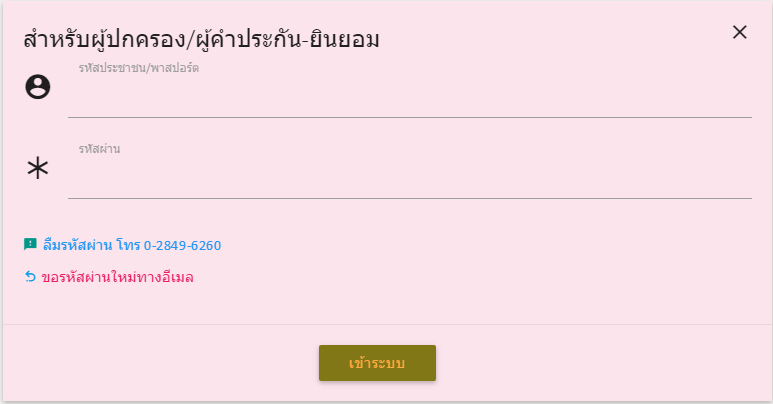 สำหรับผู้ปกครอง/ผู้ค้ำประกัน-ยินยอม
รหัสประชาชน/พาสปอร์ต
รหัสผ่าน
ลืมรหัสผ่าน โทร 0-2849-6260
ขอรหัสผ่านใหม่ทางอีเมล
เข้าระบบ